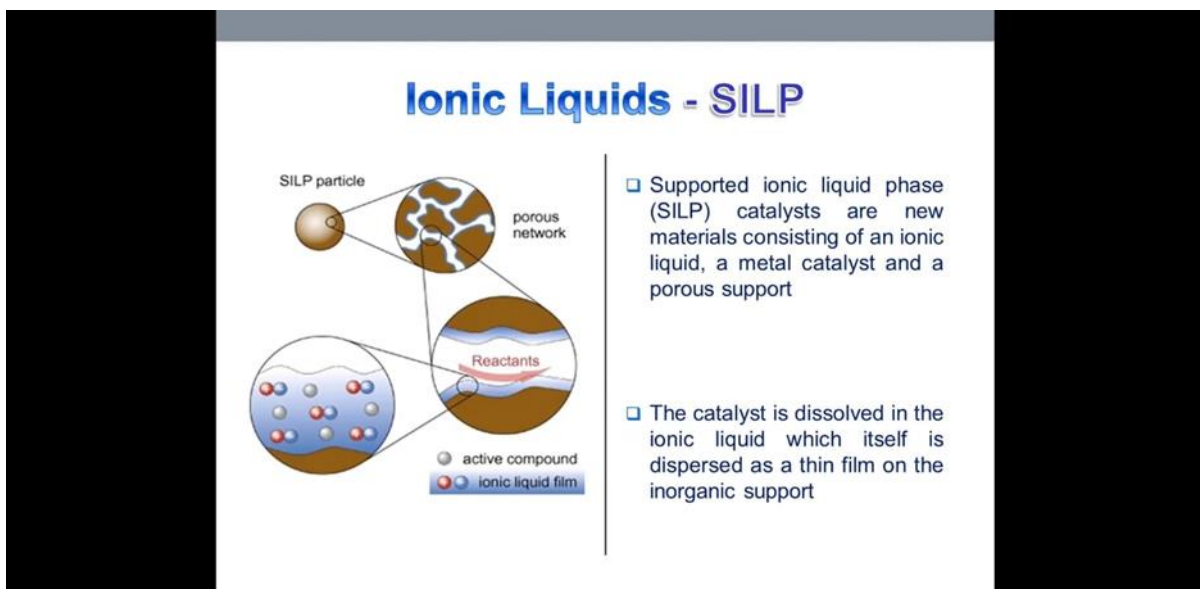 Ionic Liquids - SILP
SILP particle
porous
network
Reactants
active compound
ionic liquid film
Supported ionic liquid phase
(SILP) catalysts are new
materials consisting of an ionic
liquid, a metal catalyst and a
porous support
The catalyst is dissolved in the
ionic liquid which itself is
dispersed as a thin film on the
inorganic support